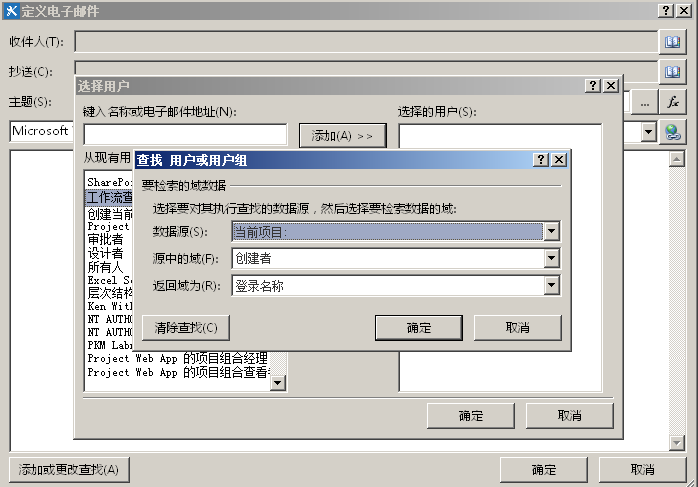 定义电子邮件
收件人(T):
抄送(C):
主题(S):
...
fx
Microsoft
选择用户
键入名称或电子邮件地址(N):
添加(A) >>
选择的用户(S):
从现有用
SharePo
工作流查
创建当前
Project
审批者
设计者
所有人
Excel Se
层次结构
Ken Wit
NT AUTHO
NT AUTHO
PKM Labr
Project Web App 的项目组合经理
Project Web App 的项目组合查看
查找 用户或用户组
要检索的域数据
选择要对其执行查找的数据源，然后选择要检索数据的域:
数据源(S):
当前项目:
源中的域(F):
创建者
返回域为(R):
登录名称
清除查找(C)
确定
取消
确定
取消
添加或更改查找(A)
确定
取消